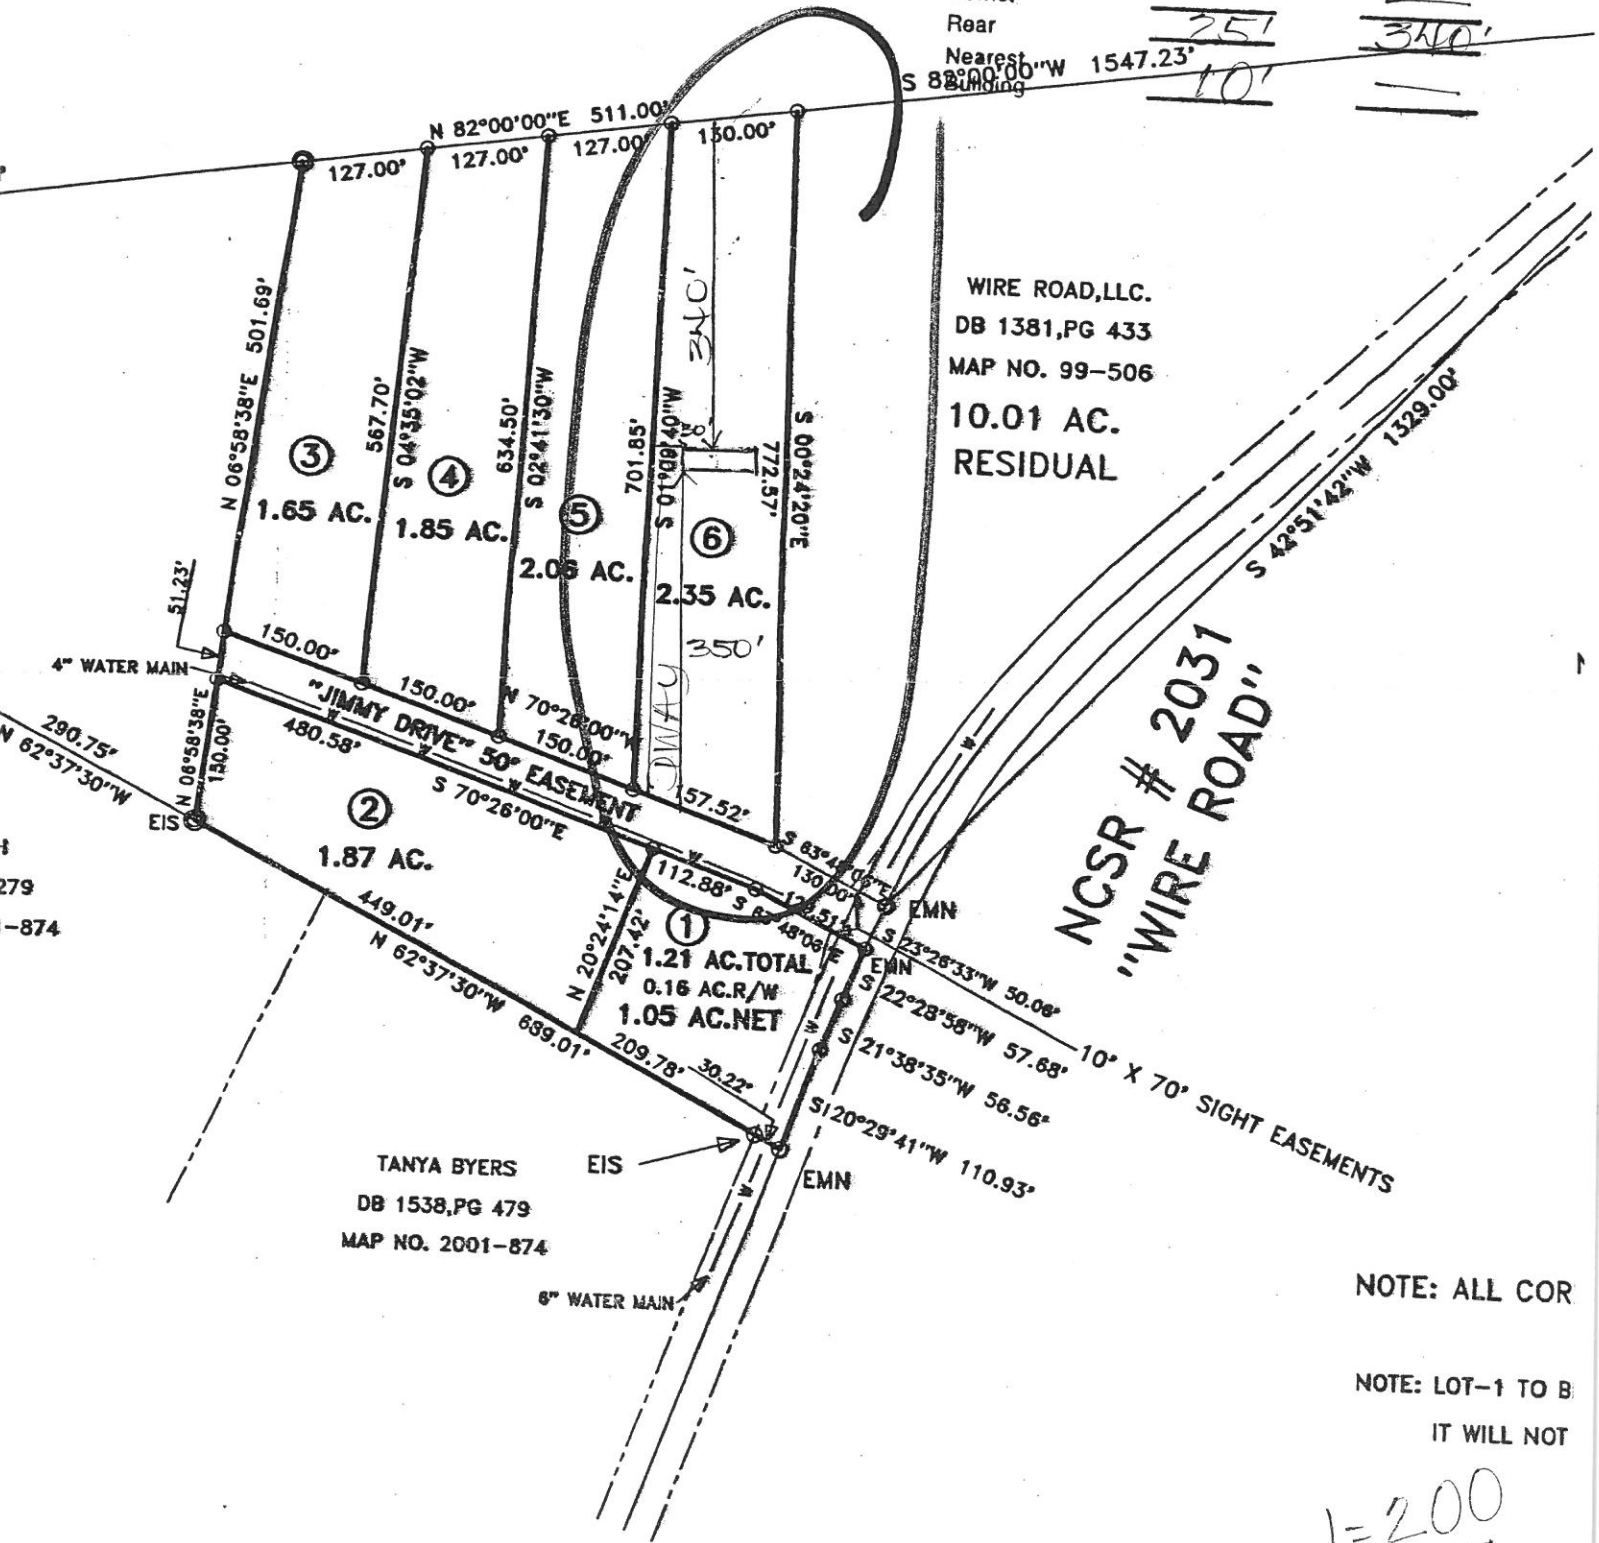 Rear 25' 340'
Nearest
Building 10' —
S 82°00'00"W 1547.23'
N 82°00'00"E 511.00'
127.00'
127.00'
127.00'
130.00'
N 06°58'38"E 501.69'
567.70'
S 04°35'02"W
634.50'
S 02°41'30"W
701.85'
S 01°09'40"W
340'
772.57'
S 00°24'20"E
WIRE ROAD,LLC.
DB 1381,PG 433
MAP NO. 99-506
10.01 AC.
RESIDUAL
S 42°51'42"W 1329.00'
3
1.65 AC.
4
1.85 AC.
5
2.06 AC.
6
2.35 AC.
350'
DWAY
51.23'
4" WATER MAIN
150.00'
150.00'
N 70°26'00"W
150.00'
157.52'
"JIMMY DRIVE" 50' EASEMENT
W
W
W
W
480.58'
S 70°26'00"E
N 06°58'38"E
150.00'
290.75'
N 62°37'30"W
EIS
2
1.87 AC.
279
-874
449.01'
N 62°37'30"W 689.01'
N 20°24'14"E
207.42'
112.88'
S 63°48'06"E
130.00'
EMN
EMN
1
1.21 AC.TOTAL
0.16 AC.R/W
1.05 AC.NET
209.78'
30.22'
S 23°26'33"W 50.06'
S 22°28'58"W 57.68'
S 21°38'35"W 56.56'
S 20°29'41"W 110.93'
10' X 70' SIGHT EASEMENTS
NCSR # 2031
"WIRE ROAD"
W
W
W
TANYA BYERS
DB 1538,PG 479
MAP NO. 2001-874
EIS
EMN
6" WATER MAIN
NOTE: ALL COR
NOTE: LOT-1 TO B
IT WILL NOT
1=200